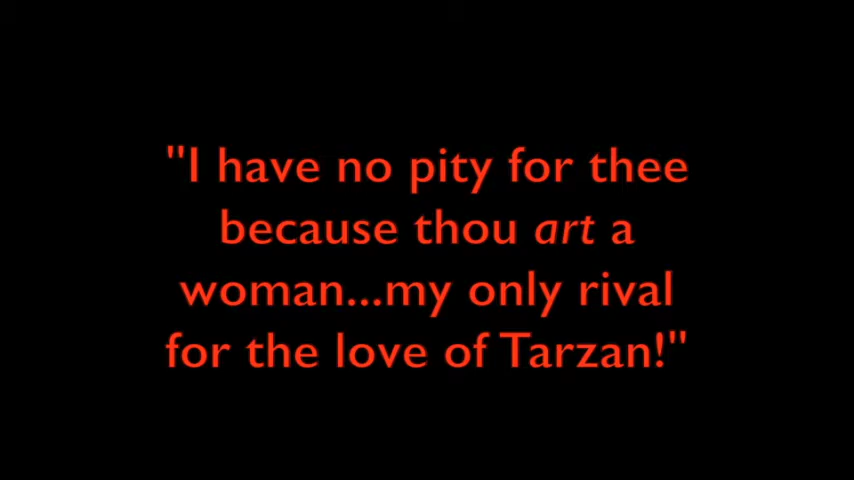 "I have no pity for thee
because thou art a
woman...my only rival
for the love of Tarzan!"